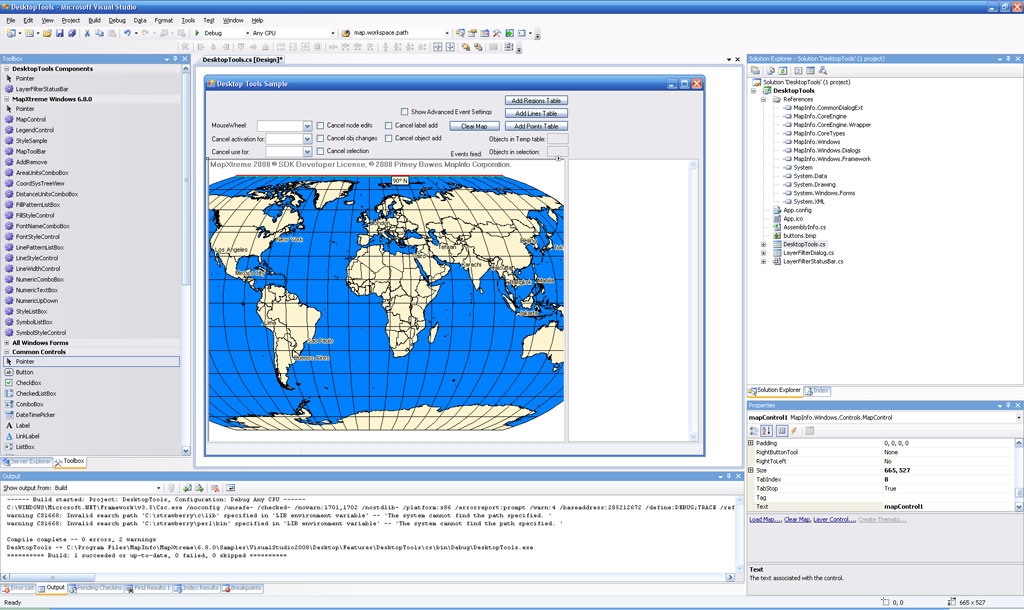 DesktopTools - Microsoft Visual Studio
File Edit View Project Build Debug Data Format Tools Test Window Help
Debug Any CPU map.workspace.path
Toolbox
DesktopTools Components
Pointer
LayerFilterStatusBar
MapXtreme Windows 6.8.0
Pointer
MapControl
LegendControl
StyleSample
MapToolBar
AddRemove
AreaUnitsComboBox
CoordSysTreeView
DistanceUnitsComboBox
FillPatternListBox
FillStyleControl
FontNameComboBox
FontStyleControl
LinePatternListBox
LineStyleControl
LineWidthControl
NumericComboBox
NumericTextBox
NumericUpDown
StyleListBox
SymbolListBox
SymbolStyleControl
All Windows Forms
Common Controls
Pointer
Button
CheckBox
CheckedListBox
ComboBox
DateTimePicker
Label
LinkLabel
ListBox
Server Explorer Toolbox
DesktopTools.cs [Design]*
Desktop Tools Sample
Add Regions Table
Show Advanced Event Settings Add Lines Table
MouseWheel: Cancel node edits Cancel label add Clear Map Add Points Table
Cancel activation for: Cancel obj changes Cancel object add Objects in Temp table:
Cancel use for: Cancel selection Events fired: Objects in selection:
MapXtreme 2008 ® SDK Developer License, © 2008 Pitney Bowes MapInfo Corporation.
90° N
London
New York
Los Angeles
Tehran
Cairo
Karachi
Mexico City
Manila
Lima
Jakarta
Sao Paulo
Buenos Aires
Solution Explorer - Solution 'DesktopTools' (1 project)
Solution 'DesktopTools' (1 project)
DesktopTools
References
MapInfo.CommonDialogExt
MapInfo.CoreEngine
MapInfo.CoreEngine.Wrapper
MapInfo.CoreTypes
MapInfo.Windows
MapInfo.Windows.Dialogs
MapInfo.Windows.Framework
System
System.Data
System.Drawing
System.Windows.Forms
System.XML
App.config
App.ico
AssemblyInfo.cs
buttons.bmp
DesktopTools.cs
LayerFilterDialog.cs
LayerFilterStatusBar.cs
Solution Explorer Index
Properties
mapControl1 MapInfo.Windows.Controls.MapControl
Padding 0, 0, 0, 0
RightButtonTool None
RightToLeft No
Size 665, 527
TabIndex 8
TabStop True
Tag
Text mapControl1
Load Map..., Clear Map, Layer Control..., Create Thematic...
Text
The text associated with the control.
Output
Show output from: Build
------ Build started: Project: DesktopTools, Configuration: Debug Any CPU ------
C:\WINDOWS\Microsoft.NET\Framework\v3.5\Csc.exe /noconfig /unsafe- /checked- /nowarn:1701,1702 /nostdlib- /platform:x86 /errorreport:prompt /warn:4 /baseaddress:285212672 /define:DEBUG;TRACE /ref
warning CS1668: Invalid search path 'C:\strawberry\c\lib' specified in 'LIB environment variable' -- 'The system cannot find the path specified. '
warning CS1668: Invalid search path 'C:\strawberry\perl\bin' specified in 'LIB environment variable' -- 'The system cannot find the path specified. '
Compile complete -- 0 errors, 2 warnings
DesktopTools -> C:\Program Files\MapInfo\MapXtreme\6.8.0\Samples\VisualStudio2008\Desktop\Features\DesktopTools\cs\bin\Debug\DesktopTools.exe
========== Build: 1 succeeded or up-to-date, 0 failed, 0 skipped ==========
Error List Output Pending Checkins Find Results 1 Index Results Breakpoints
Ready 0, 0 665 x 527